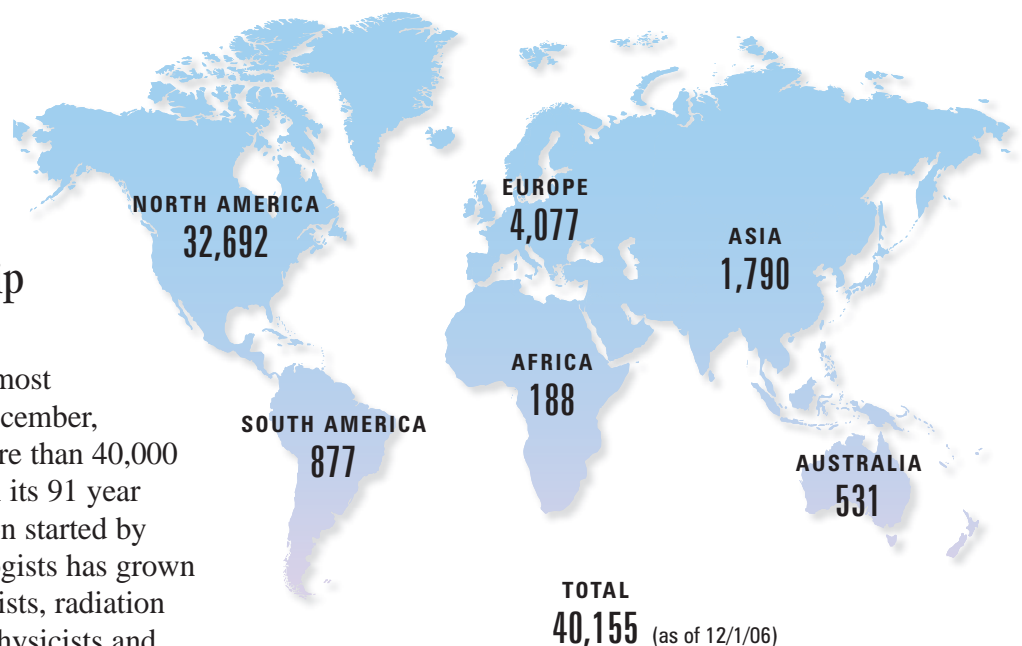 NORTH AMERICA
32,692
EUROPE
4,077
ASIA
1,790
AFRICA
188
SOUTH AMERICA
877
AUSTRALIA
531
TOTAL
40,155 (as of 12/1/06)
most
cember,
re than 40,000
its 91 year
n started by
gists has grown
ists, radiation
hysicists and